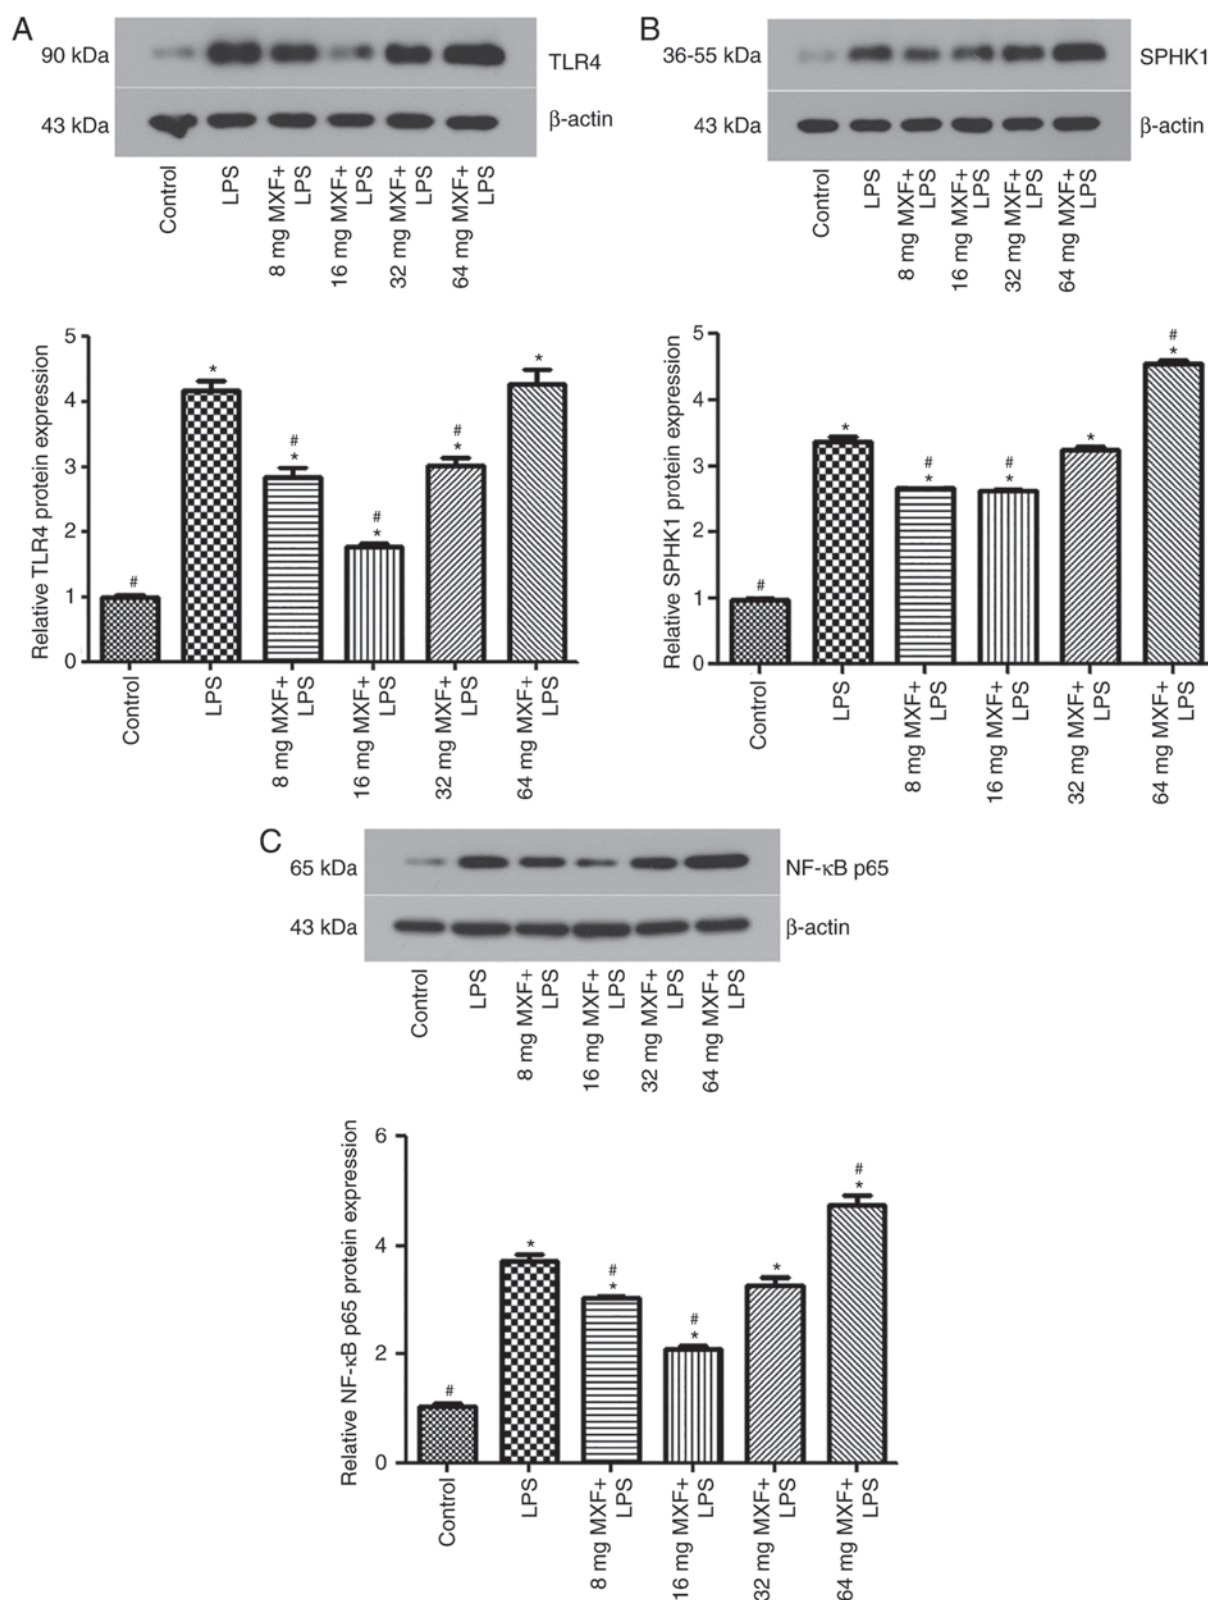 A
90 kDa
TLR4
43 kDa
β-actin
Control
LPS
8 mg MXF+
LPS
16 mg MXF+
LPS
32 mg MXF+
LPS
64 mg MXF+
LPS
Relative TLR4 protein expression
5
4
3
2
1
0
#
*
#
*
#
*
#
*
*
Control
LPS
8 mg MXF+
LPS
16 mg MXF+
LPS
32 mg MXF+
LPS
64 mg MXF+
LPS
B
36-55 kDa
SPHK1
43 kDa
β-actin
Control
LPS
8 mg MXF+
LPS
16 mg MXF+
LPS
32 mg MXF+
LPS
64 mg MXF+
LPS
Relative SPHK1 protein expression
5
4
3
2
1
0
#
*
#
*
#
*
*
#
*
Control
LPS
8 mg MXF+
LPS
16 mg MXF+
LPS
32 mg MXF+
LPS
64 mg MXF+
LPS
C
65 kDa
NF-κB p65
43 kDa
β-actin
Control
LPS
8 mg MXF+
LPS
16 mg MXF+
LPS
32 mg MXF+
LPS
64 mg MXF+
LPS
Relative NF-κB p65 protein expression
6
4
2
0
#
*
#
*
#
*
*
#
*
Control
LPS
8 mg MXF+
LPS
16 mg MXF+
LPS
32 mg MXF+
LPS
64 mg MXF+
LPS